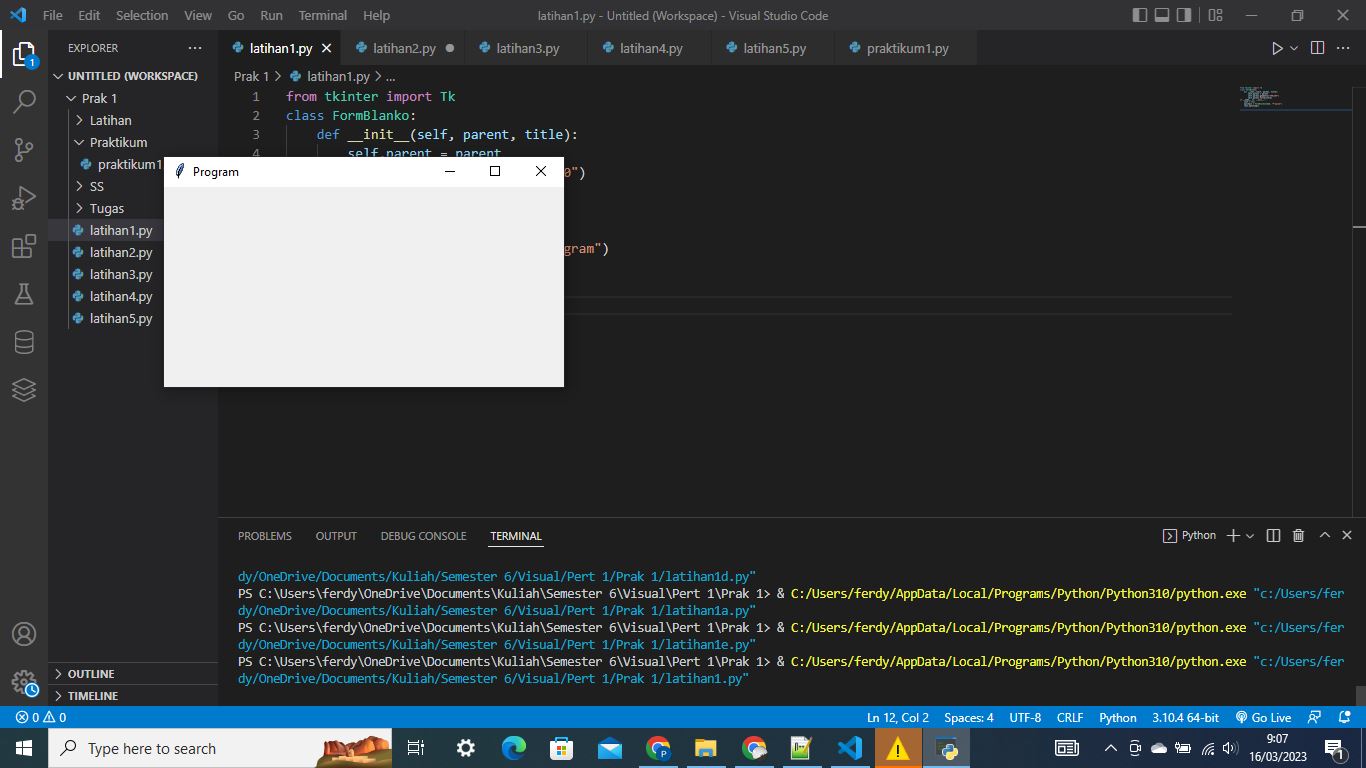 File Edit Selection View Go Run Terminal Help latihan1.py - Untitled (Workspace) - Visual Studio Code
EXPLORER ··· latihan1.py latihan2.py latihan3.py latihan4.py latihan5.py praktikum1.py
UNTITLED (WORKSPACE) Prak 1 > latihan1.py > ...
Prak 1 1 from tkinter import Tk
Latihan 2 class FormBlanko:
Praktikum 3 def __init__(self, parent, title):
4 self.parent = parent
praktikum1 Program 0")
SS
Tugas
latihan1.py
latihan2.py gram")
latihan3.py
latihan4.py
latihan5.py
PROBLEMS OUTPUT DEBUG CONSOLE TERMINAL Python
dy/OneDrive/Documents/Kuliah/Semester 6/Visual/Pert 1/Prak 1/latihan1d.py"
PS C:\Users\ferdy\OneDrive\Documents\Kuliah\Semester 6\Visual\Pert 1\Prak 1> & C:/Users/ferdy/AppData/Local/Programs/Python/Python310/python.exe "c:/Users/fer
dy/OneDrive/Documents/Kuliah/Semester 6/Visual/Pert 1/Prak 1/latihan1a.py"
PS C:\Users\ferdy\OneDrive\Documents\Kuliah\Semester 6\Visual\Pert 1\Prak 1> & C:/Users/ferdy/AppData/Local/Programs/Python/Python310/python.exe "c:/Users/fer
dy/OneDrive/Documents/Kuliah/Semester 6/Visual/Pert 1/Prak 1/latihan1e.py"
PS C:\Users\ferdy\OneDrive\Documents\Kuliah\Semester 6\Visual\Pert 1\Prak 1> & C:/Users/ferdy/AppData/Local/Programs/Python/Python310/python.exe "c:/Users/fer
dy/OneDrive/Documents/Kuliah/Semester 6/Visual/Pert 1/Prak 1/latihan1.py"
OUTLINE
TIMELINE
0 0 Ln 12, Col 2 Spaces: 4 UTF-8 CRLF Python 3.10.4 64-bit Go Live
Type here to search 9:07
16/03/2023